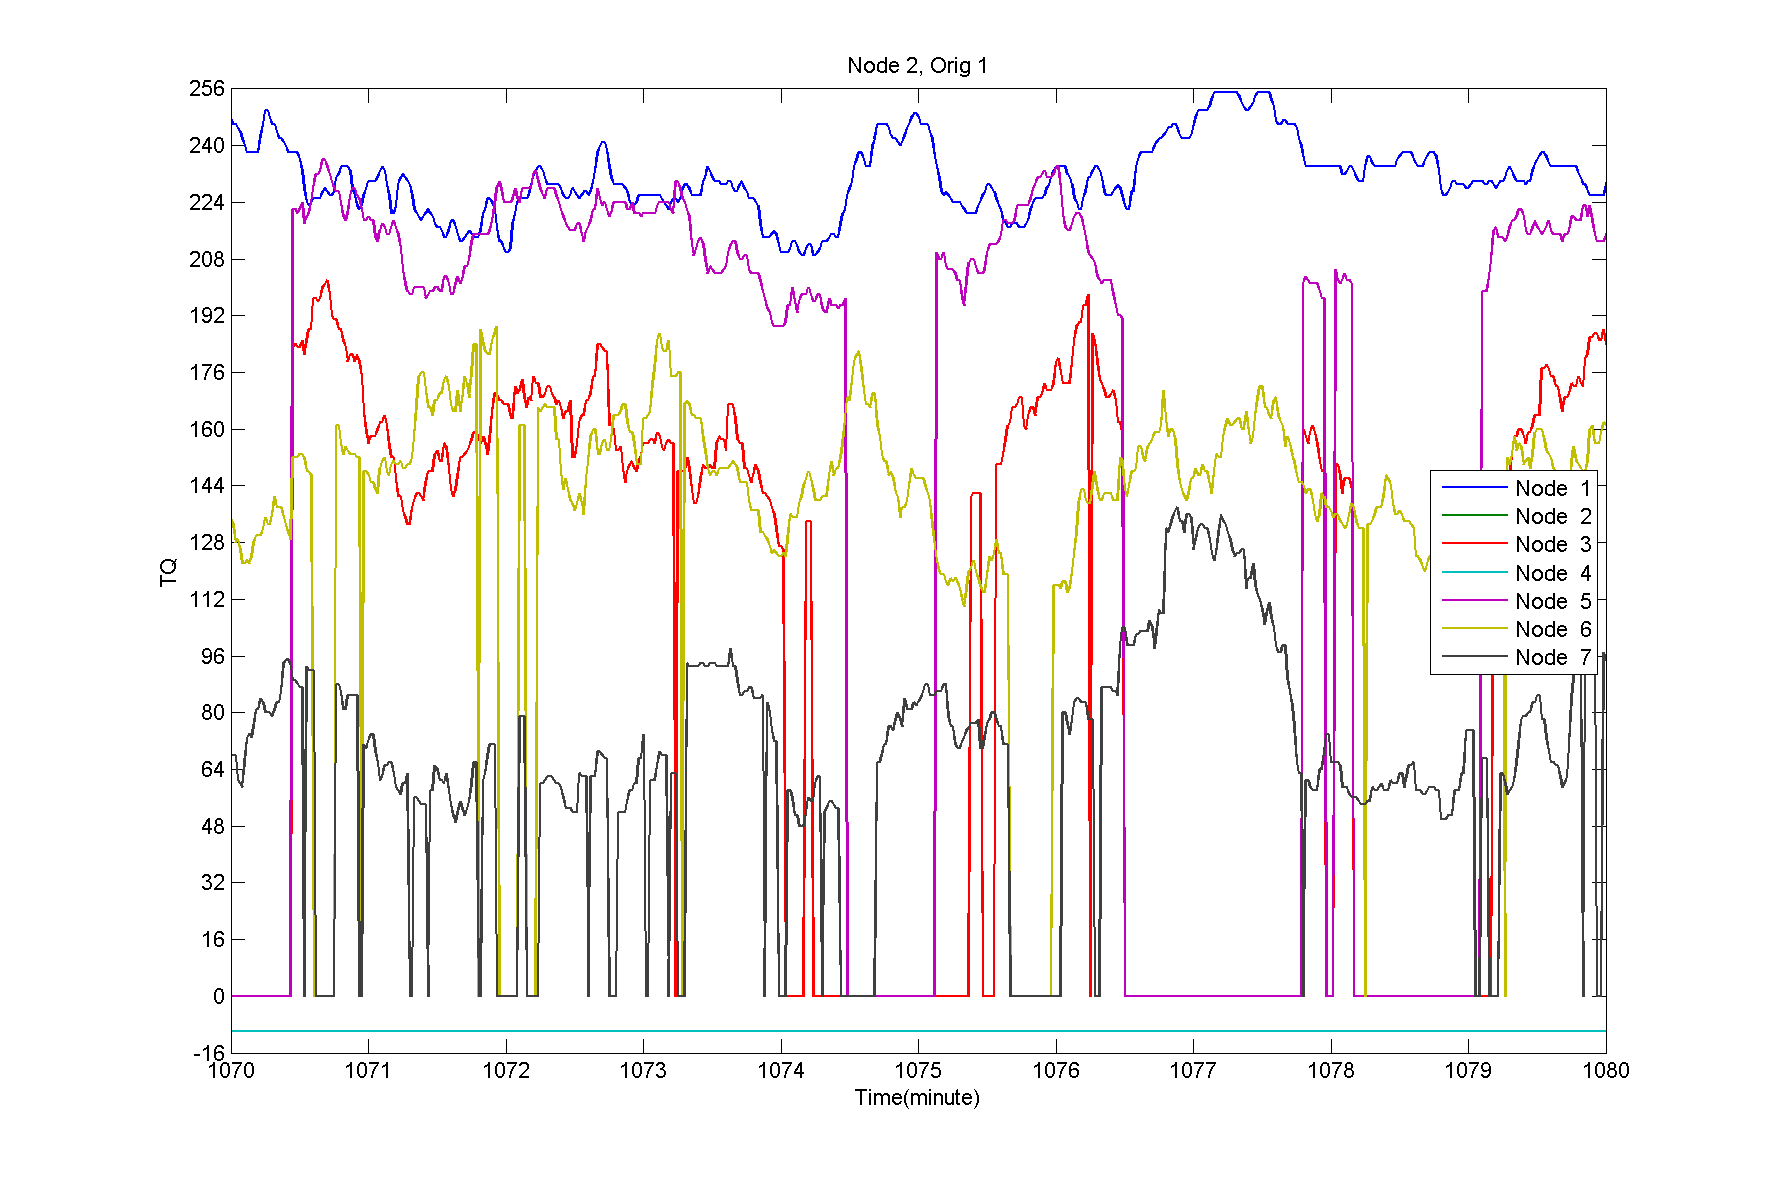 Node 2, Orig 1
256
240
224
208
192
176
160
144
128
112
96
80
64
48
32
16
0
-16
TQ
Node 1
Node 2
Node 3
Node 4
Node 5
Node 6
Node 7
1070 1071 1072 1073 1074 1075 1076 1077 1078 1079 1080
Time(minute)